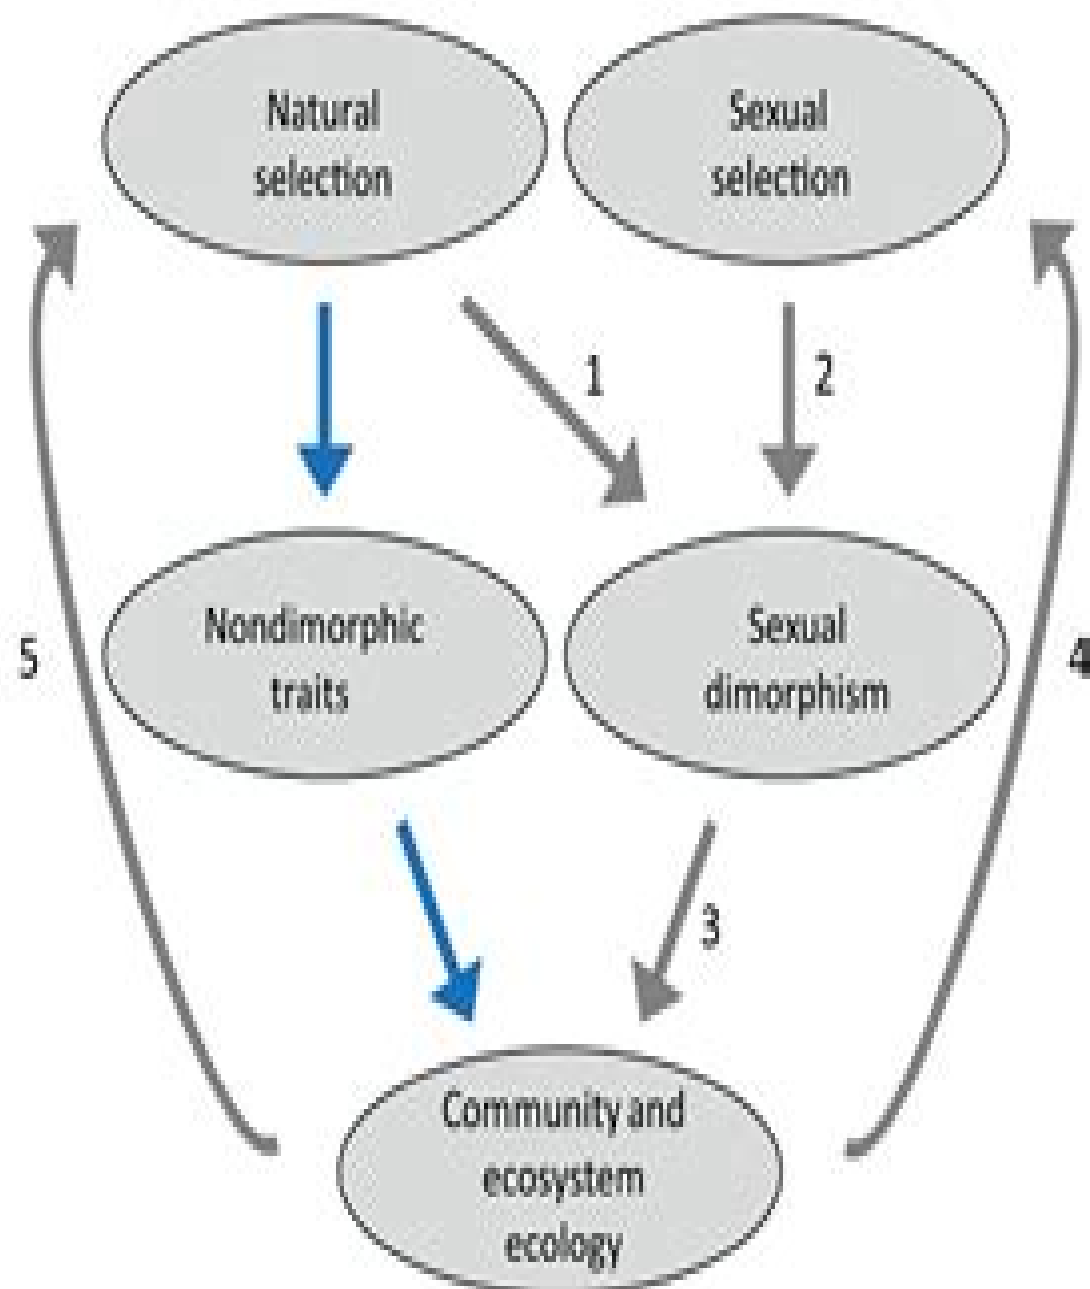 Natural
selection
Sexual
selection
1
2
Nondimorphic
traits
Sexual
dimorphism
5
4
3
Community and
ecosystem
ecology